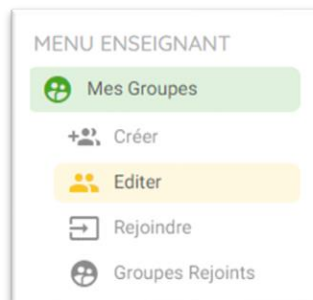 MENU ENSEIGNANT
Mes Groupes
Créer
Editer
Rejoindre
Groupes Rejoints